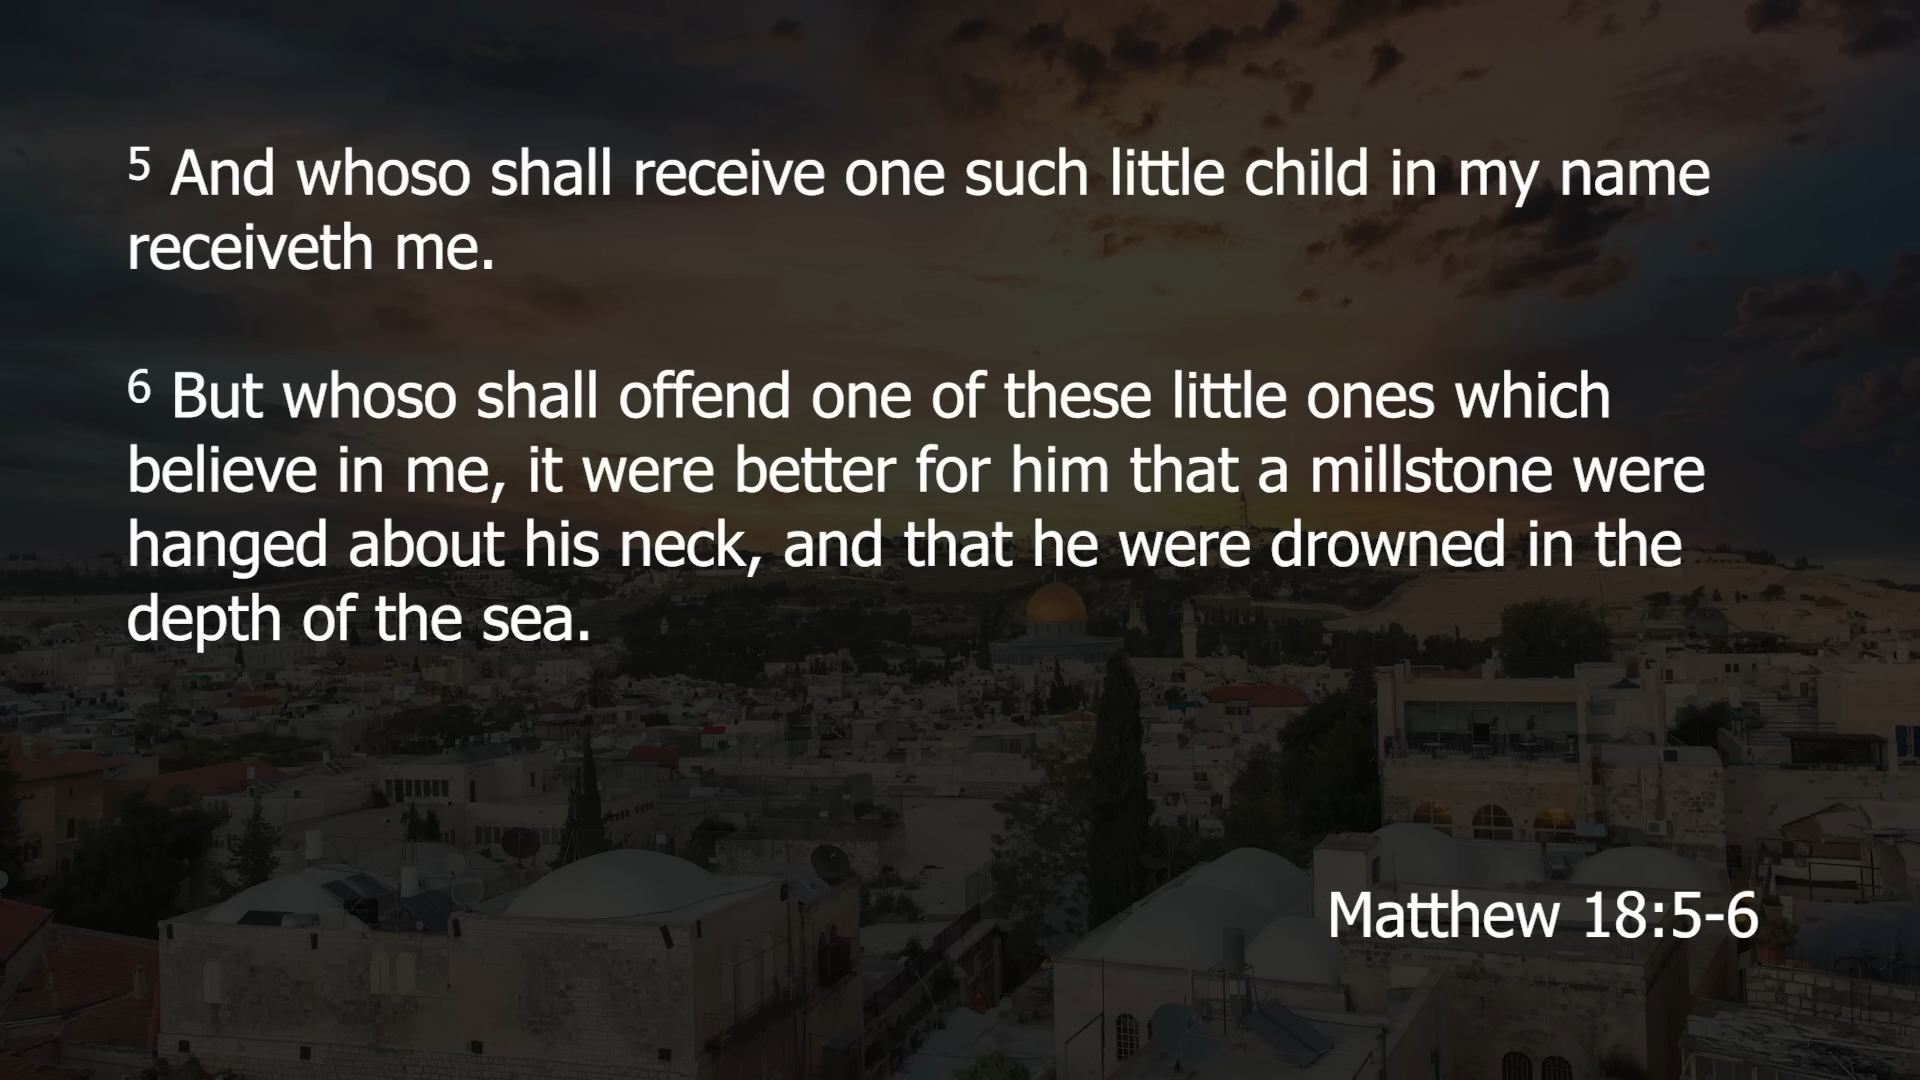 5 And whoso shall receive one such little child in my name
receiveth me.
6 But whoso shall offend one of these little ones which
believe in me, it were better for him that a millstone were
hanged about his neck, and that he were drowned in the
depth of the sea.
Matthew 18:5-6